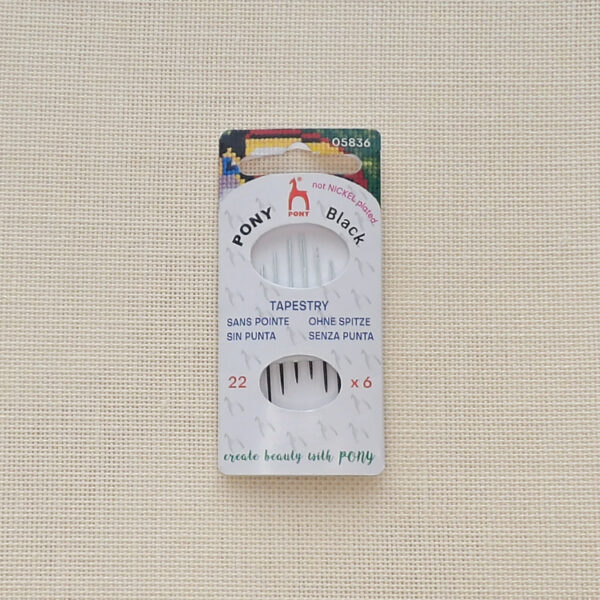 05836
not NICKEL plated
PONY
PONY Black
TAPESTRY
SANS POINTE OHNE SPITZE
SIN PUNTA SENZA PUNTA
22 x 6
create beauty with PONY